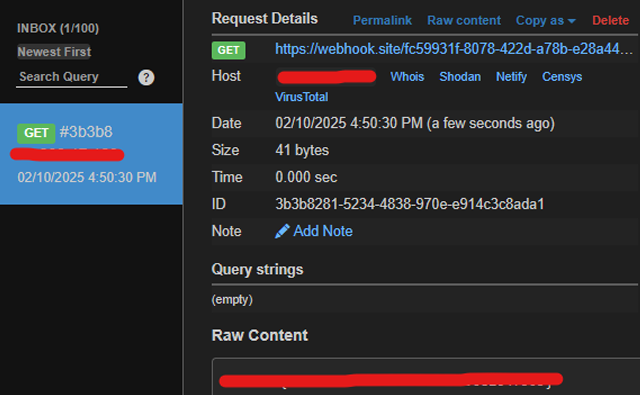 INBOX (1/100)
Newest First
Search Query ?
GET #3b3b8
02/10/2025 4:50:30 PM
Request Details Permalink Raw content Copy as Delete
GET https://webhook.site/fc59931f-8078-422d-a78b-e28a44...
Host Whois Shodan Netify Censys
VirusTotal
Date 02/10/2025 4:50:30 PM (a few seconds ago)
Size 41 bytes
Time 0.000 sec
ID 3b3b8281-5234-4838-970e-e914c3c8ada1
Note Add Note
Query strings
(empty)
Raw Content